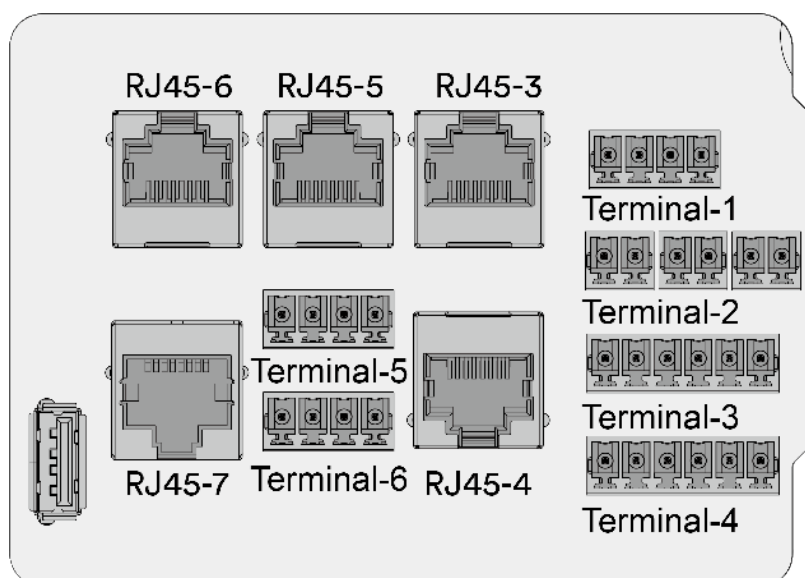 RJ45-6 RJ45-5 RJ45-3
Terminal-1
Terminal-2
Terminal-5
Terminal-3
RJ45-7 Terminal-6 RJ45-4
Terminal-4